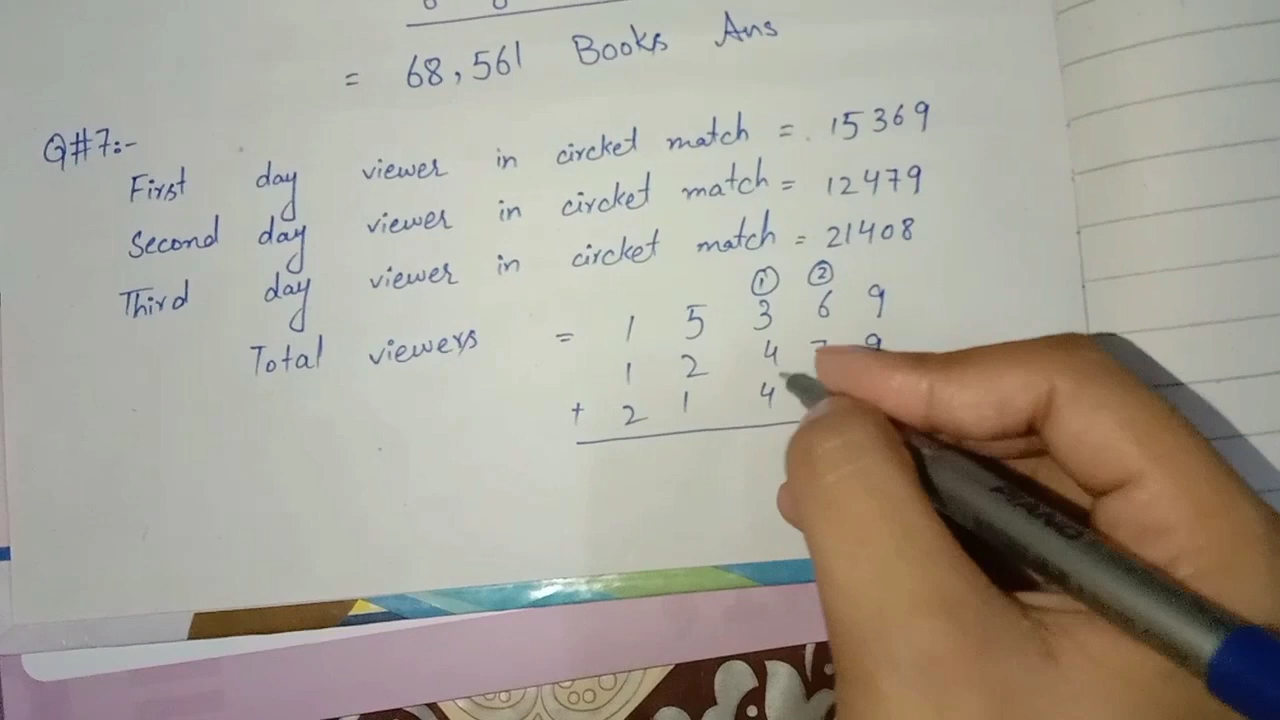 = 68,561 Books Ans
Q#7:-
First day viewer in circket match = 15369
Second day viewer in circket match = 12479
Third day viewer in circket match = 21408
① ②
Total viewers = 1 5 3 6 9
1 2 4 7 9
+ 2 1 4